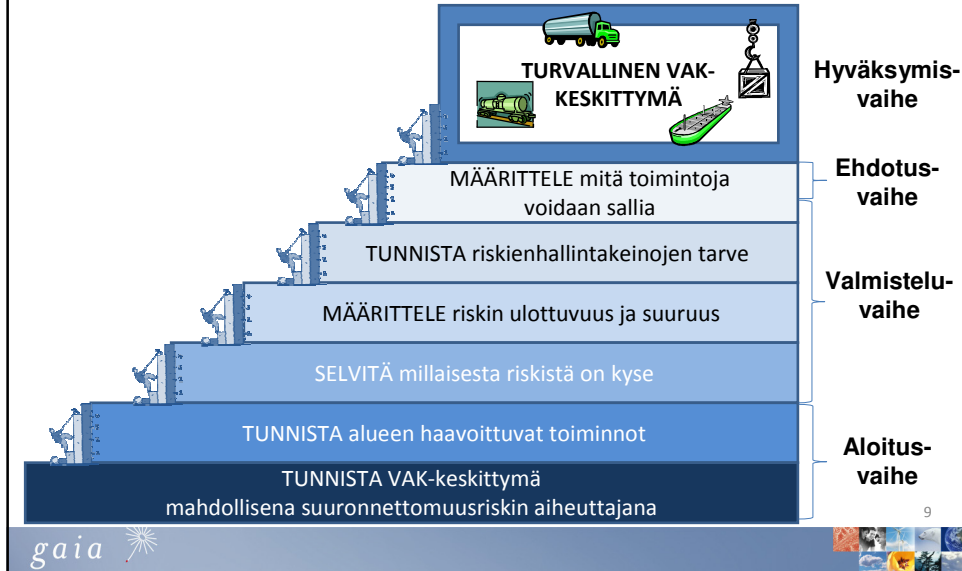 TURVALLINEN VAK-
KESKITTYMÄ
Hyväksymis-
vaihe
MÄÄRITTELE mitä toimintoja
voidaan sallia
Ehdotus-
vaihe
TUNNISTA riskienhallintakeinojen tarve
MÄÄRITTELE riskin ulottuvuus ja suuruus
Valmistelu-
vaihe
SELVITÄ millaisesta riskistä on kyse
TUNNISTA alueen haavoittuvat toiminnot
TUNNISTA VAK-keskittymä
mahdollisena suuronnettomuusriskin aiheuttajana
Aloitus-
vaihe
9
gaia